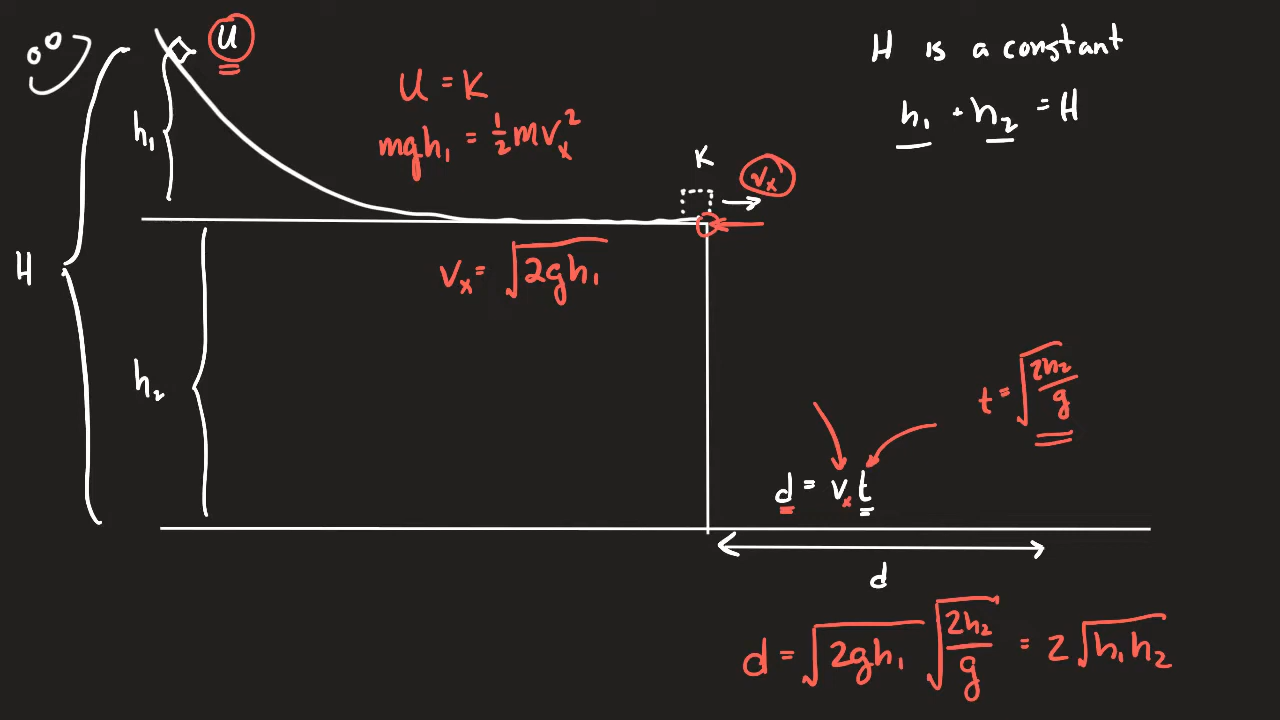 U
H is a constant
U = K
h₁ + h₂ = H
h₁
mgh₁ = ½mvₓ²
K
vₓ
H
vₓ = √(2gh₁)
h₂
t = √(2h₂/g)
d = vₓt
d
d = √(2gh₁) √(2h₂/g) = 2√(h₁h₂)